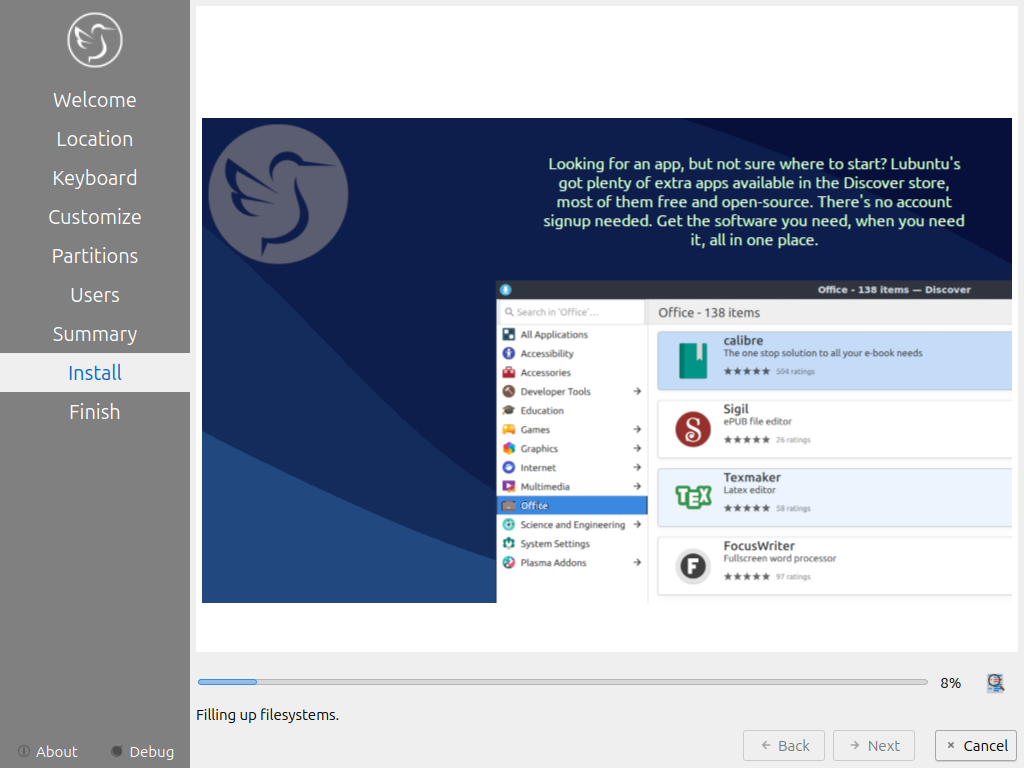 Welcome
Location
Keyboard
Customize
Partitions
Users
Summary
Install
Finish
About
Debug
Looking for an app, but not sure where to start? Lubuntu's
got plenty of extra apps available in the Discover store,
most of them free and open-source. There's no account
signup needed. Get the software you need, when you need
it, all in one place.
Office - 138 items — Discover
Search in 'Office'...
All Applications
Accessibility
Accessories
Developer Tools
Education
Games
Graphics
Internet
Multimedia
Office
Science and Engineering
System Settings
Plasma Addons
Office - 138 items
calibre
The one stop solution to all your e-book needs
504 ratings
Sigil
ePUB file editor
26 ratings
TEX
Texmaker
Latex editor
58 ratings
F
FocusWriter
Fullscreen word processor
97 ratings
8%
Filling up filesystems.
Back
Next
Cancel